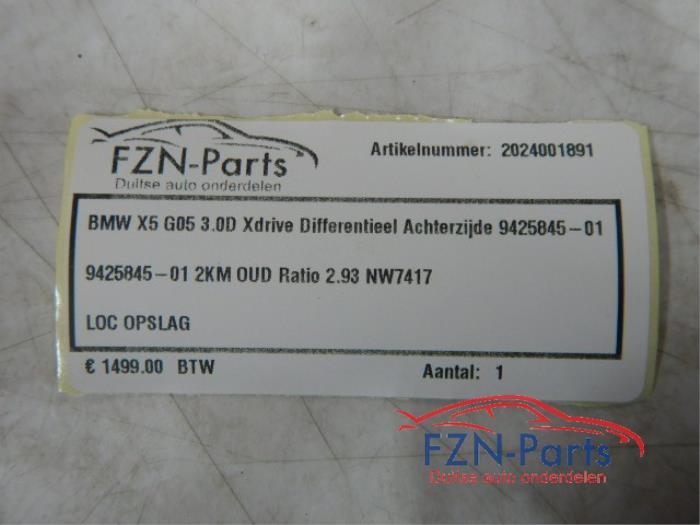 FZN-Parts
Duitse auto onderdelen
Artikelnummer: 2024001891
BMW X5 G05 3.0D Xdrive Differentieel Achterzijde 9425845-01
9425845-01 2KM OUD Ratio 2.93 NW7417
LOC OPSLAG
€ 1499.00 BTW
Aantal: 1
FZN-Parts
Duitse auto onderdelen